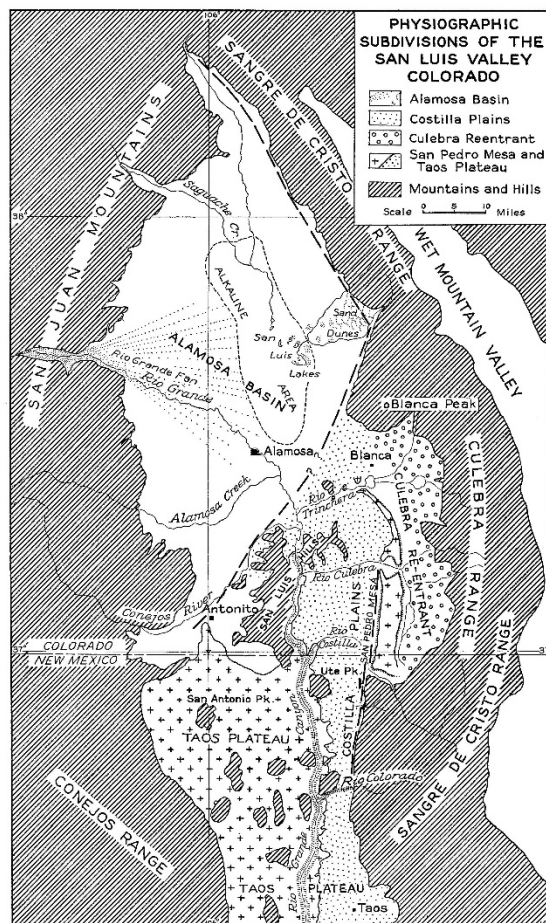 106°
PHYSIOGRAPHIC
SUBDIVISIONS OF THE
SAN LUIS VALLEY
COLORADO
Alamosa Basin
Costilla Plains
Culebra Reentrant
San Pedro Mesa and
Taos Plateau
Mountains and Hills
Scale 5 0 5 10 Miles
SANGRE DE CRISTO
RANGE
WET MOUNTAIN VALLEY
SAN JUAN MOUNTAINS
38°
Saguache Cr.
ALKALINE
AREA
Sand
Dunes
San
Luis
Lakes
ALAMOSA
BASIN
Rio Grande Fan
Rio Grande
Blanca Peak
Alamosa
Blanca
Alamosa Creek
Rio
Trinchera
CULEBRA
RE-ENTRANT
CULEBRA
RANGE
SAN LUIS HILLS
Rio Culebra
PLAINS
SAN PEDRO MESA
Conejos River
Antonito
Rio
Costilla
COLORADO
NEW MEXICO
37°
Ute Pk.
San Antonio Pk.
Canyon
COSTILLA
TAOS PLATEAU
Rio Colorado
SANGRE DE CRISTO RANGE
CONEJOS RANGE
Rio Grande
TAOS PLATEAU
Taos